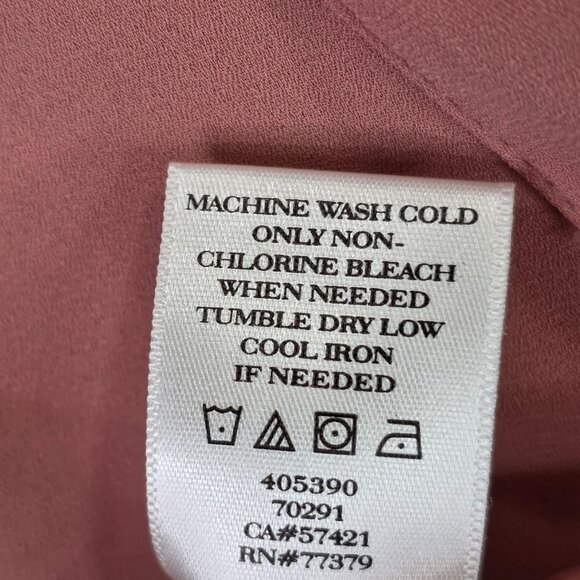 MACHINE WASH COLD
ONLY NON-
CHLORINE BLEACH
WHEN NEEDED
TUMBLE DRY LOW
COOL IRON
IF NEEDED
405390
70291
CA#57421
RN#77379